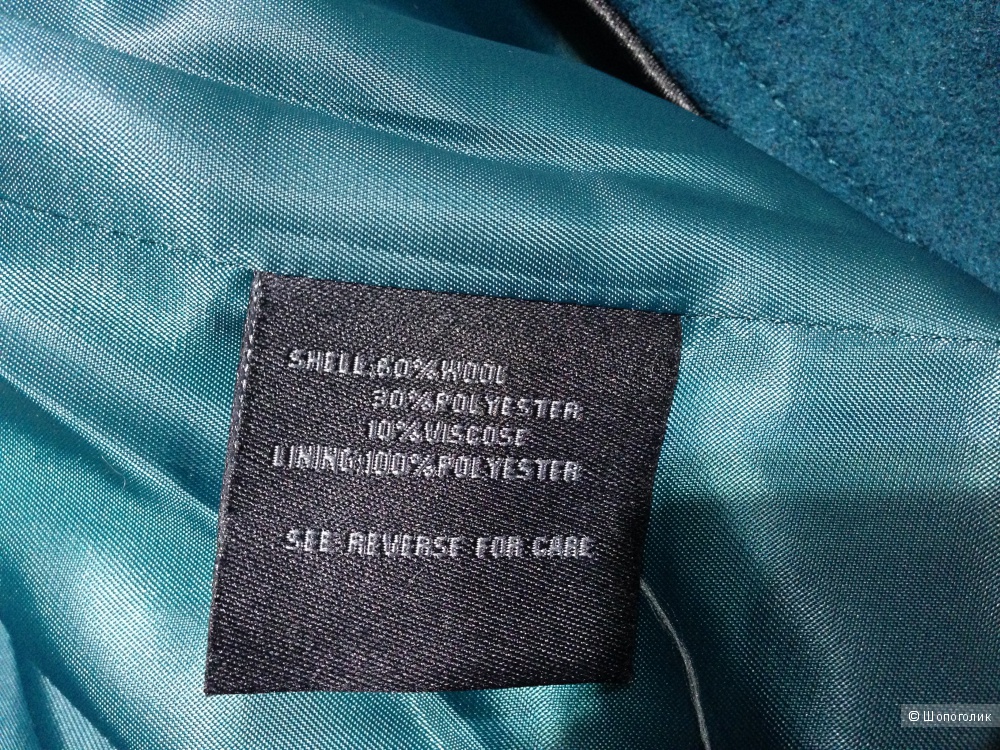 SHELL:60%WOOL
30%POLYESTER
10%VISCOSE
LINING:100%POLYESTER
SEE REVERSE FOR CARE
© Шопоголик